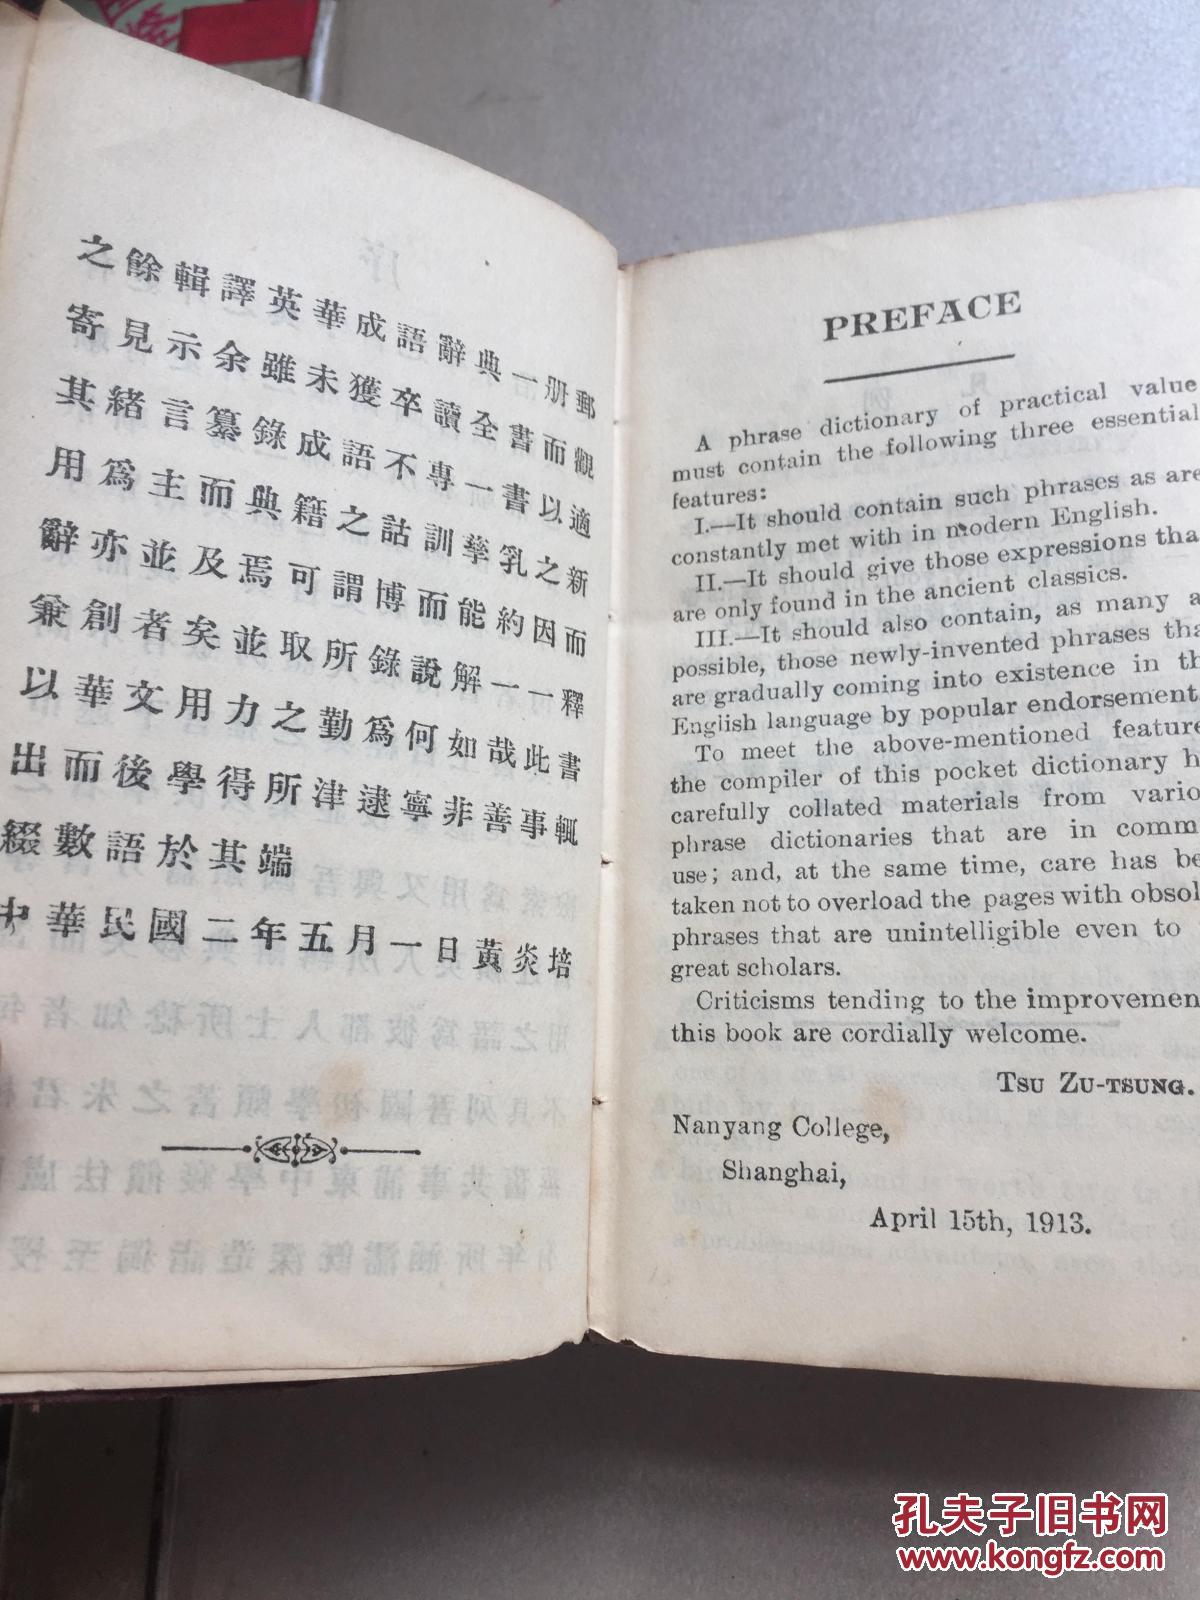 之餘輯譯英華成語辭典一册郵
寄見示余雖未獲卒讀全書而觀
其緒言纂錄成語不專一書以適
用爲主而典籍之詁訓孳乳之新
辭亦並及焉可謂博而能約因而
兼創者矣並取所錄說解一一釋
以華文用力之勤爲何如哉此書
出而後學得所津逮寧非善事輒
綴數語於其端
中華民國二年五月一日黃炎培
PREFACE
A phrase dictionary of practical value
must contain the following three essential
features:
I.—It should contain such phrases as are
constantly met with in modern English.
II.—It should give those expressions tha
are only found in the ancient classics.
III.—It should also contain, as many a
possible, those newly-invented phrases tha
are gradually coming into existence in th
English language by popular endorsement.
To meet the above-mentioned feature
the compiler of this pocket dictionary h
carefully collated materials from vario
phrase dictionaries that are in comm
use; and, at the same time, care has be
taken not to overload the pages with obsol
phrases that are unintelligible even to
great scholars.
Criticisms tending to the improvemen
this book are cordially welcome.
TSU ZU-TSUNG.
Nanyang College,
Shanghai,
April 15th, 1913.
孔夫子旧书网
www.kongfz.com